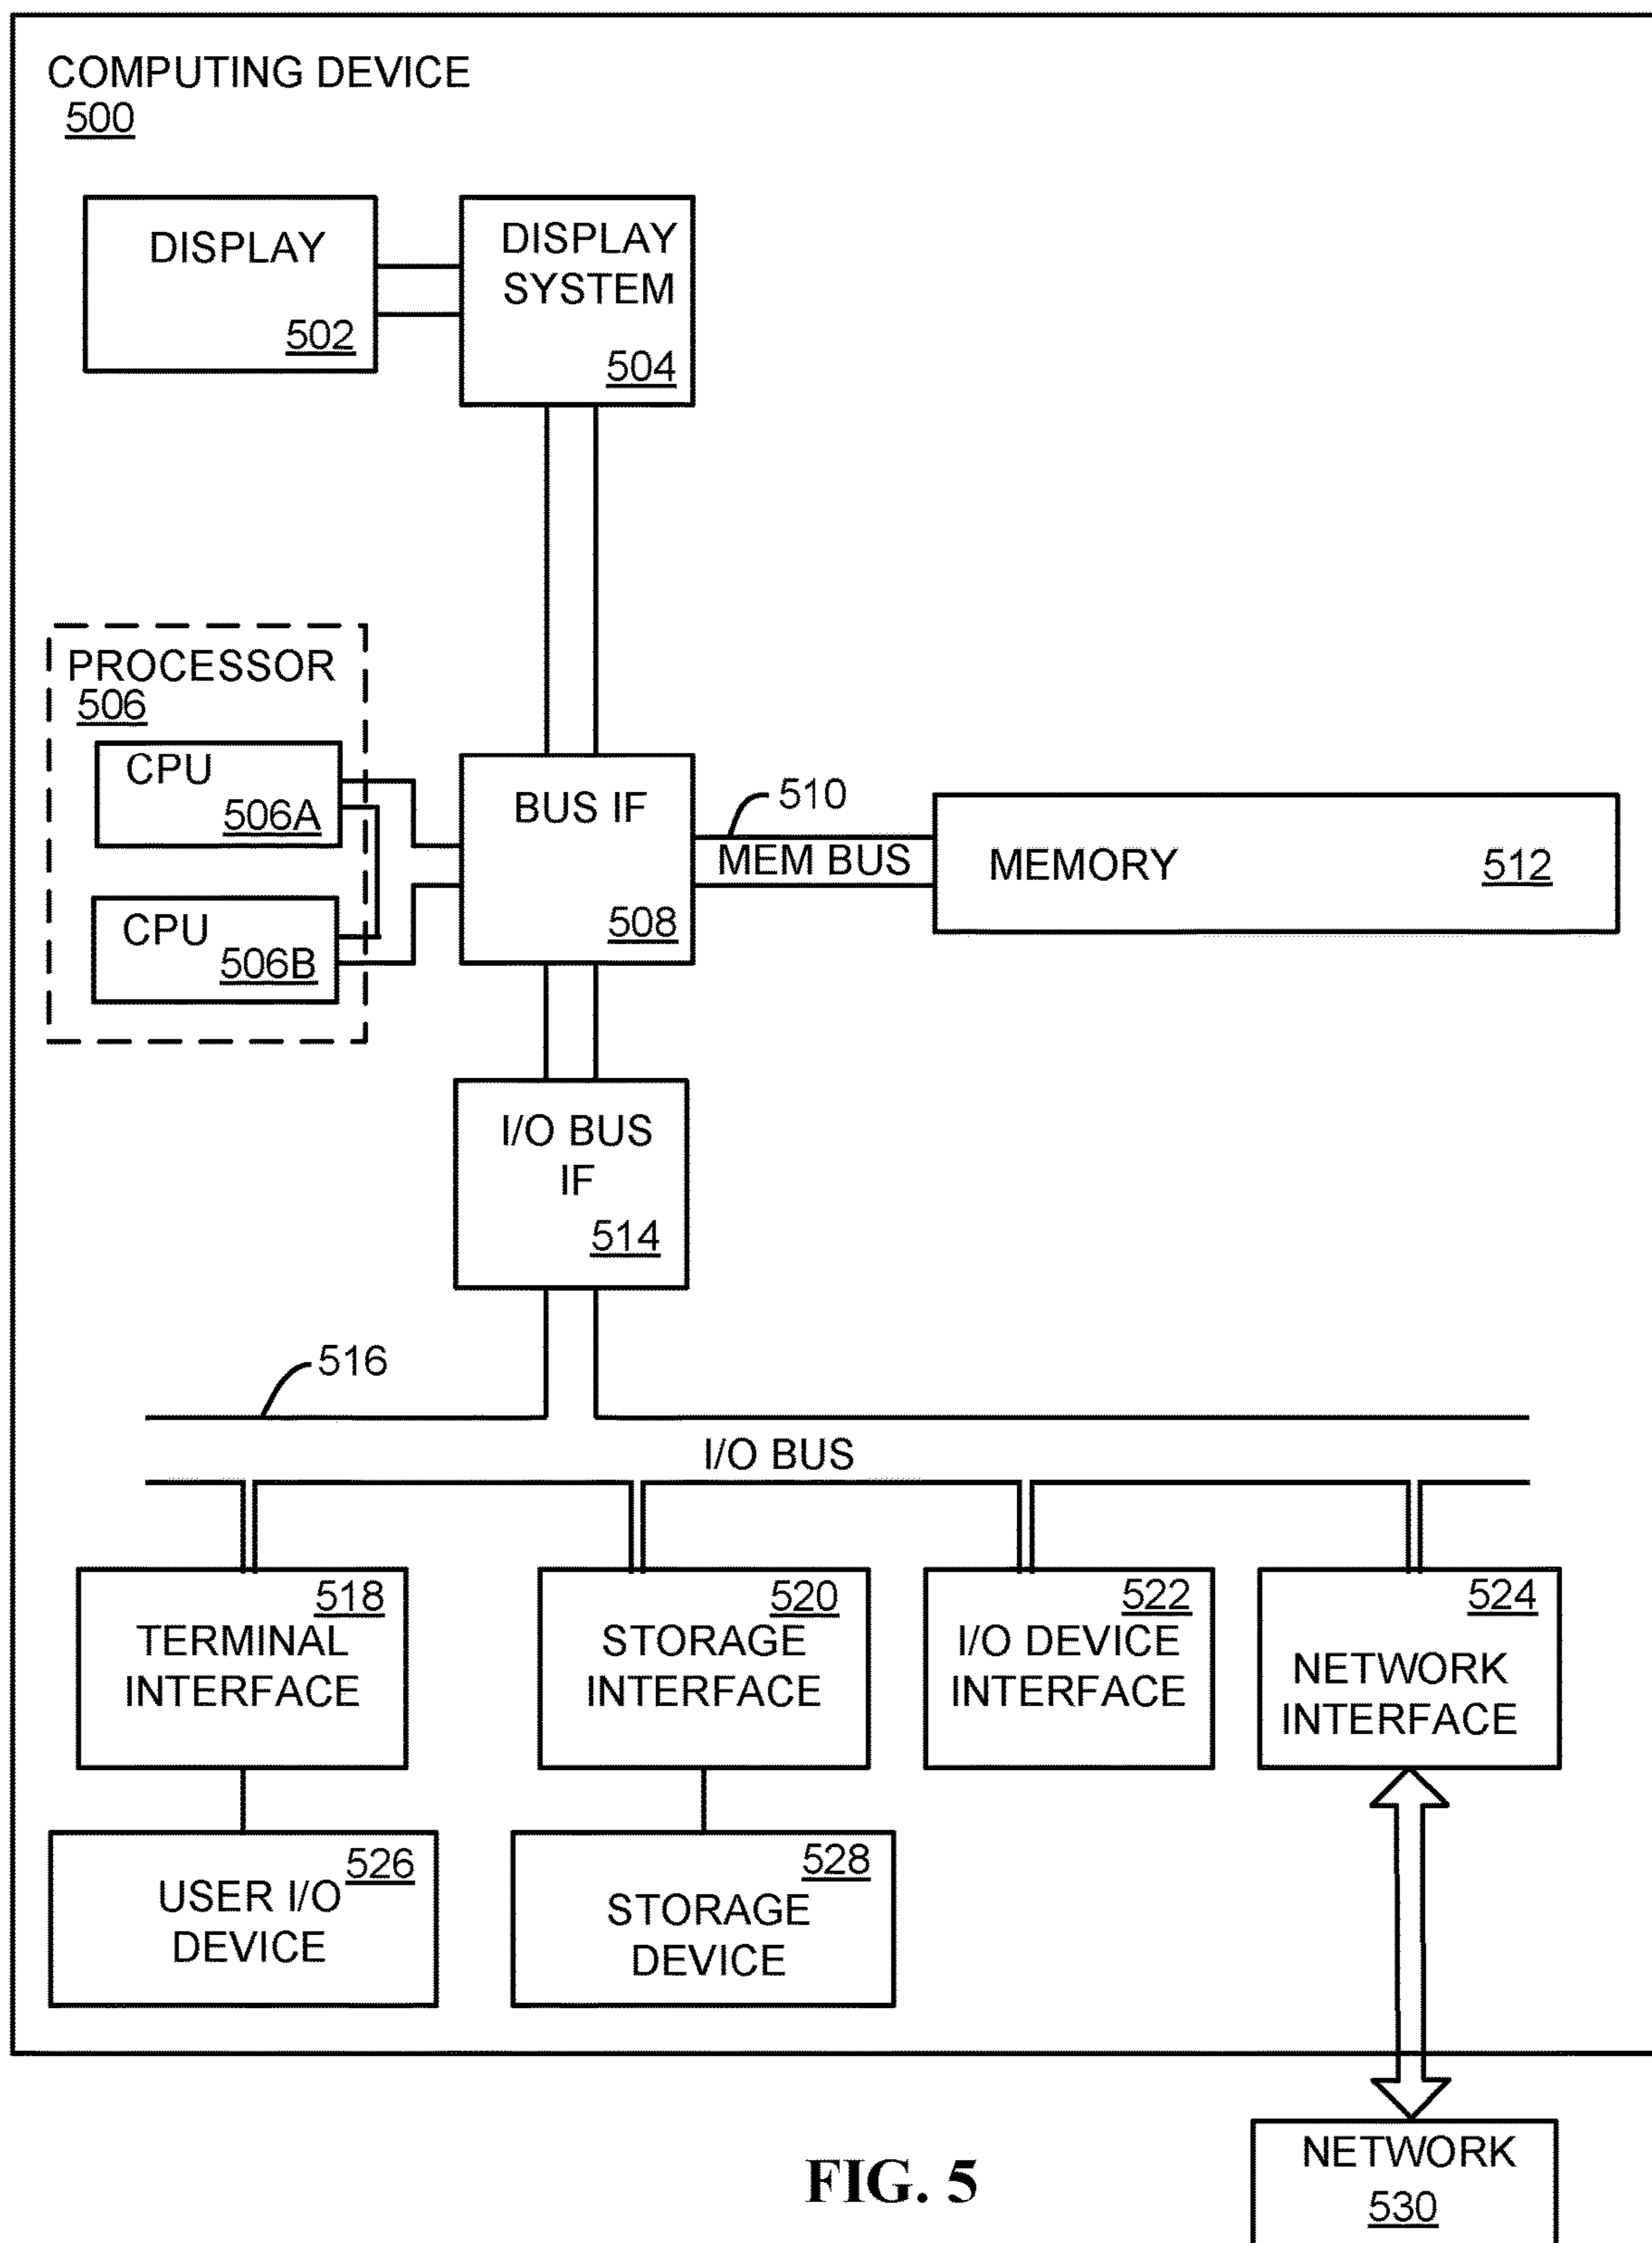 COMPUTING DEVICE
500
DISPLAY
502
DISPLAY
SYSTEM
504
PROCESSOR
506
CPU
506A
CPU
506B
BUS IF
508
510
MEM BUS
MEMORY
512
I/O BUS
IF
514
516
I/O BUS
518
TERMINAL
INTERFACE
520
STORAGE
INTERFACE
522
I/O DEVICE
INTERFACE
524
NETWORK
INTERFACE
526
USER I/O
DEVICE
528
STORAGE
DEVICE
NETWORK
530
FIG. 5